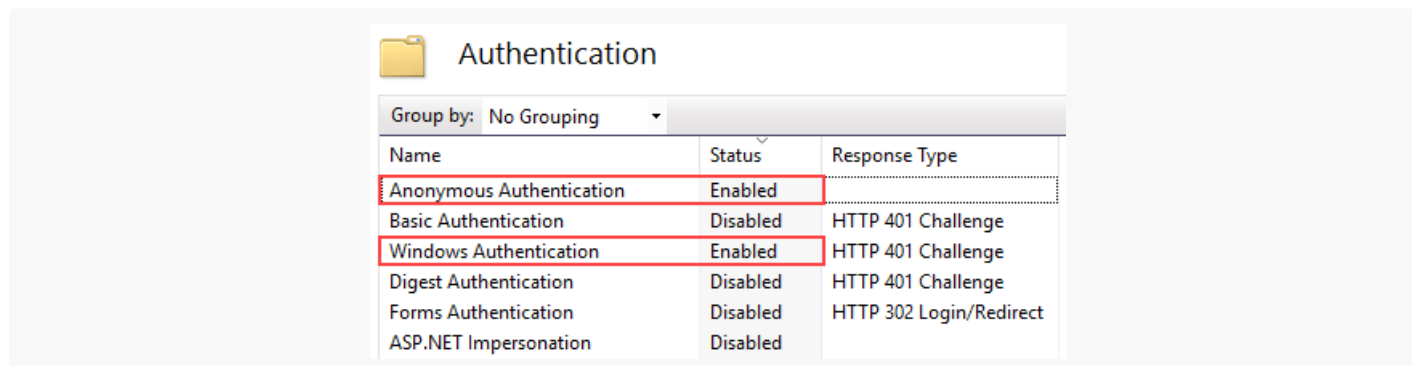 Authentication
Group by: No Grouping
Name Status Response Type
Anonymous Authentication Enabled
Basic Authentication Disabled HTTP 401 Challenge
Windows Authentication Enabled HTTP 401 Challenge
Digest Authentication Disabled HTTP 401 Challenge
Forms Authentication Disabled HTTP 302 Login/Redirect
ASP.NET Impersonation Disabled